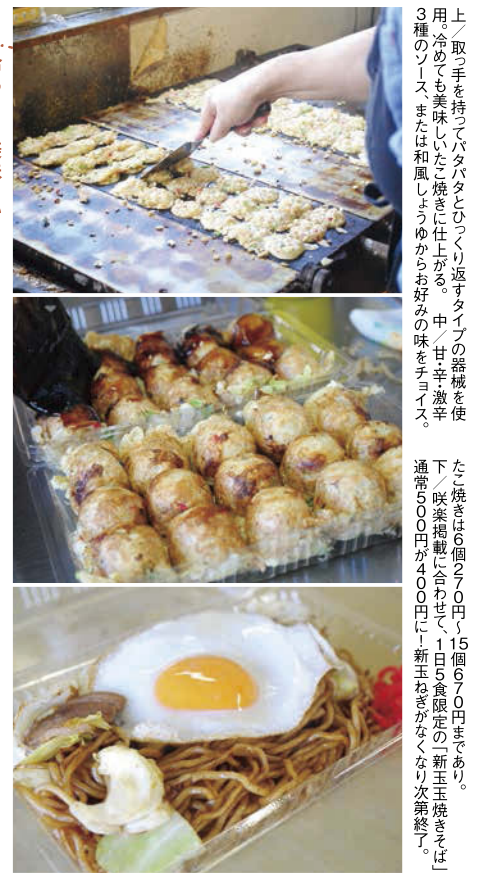 上／取っ手を持ってパタパタとひっくり返すタイプの器械を使
用。冷めても美味しいたこ焼きに仕上がる。　中／甘・辛・激辛
３種のソース、または和風しょうゆからお好みの味をチョイス。
たこ焼きは６個２７０円～15個６７０円まであり。
下／咲楽掲載に合わせて、１日５食限定の「新玉玉焼きそば」
通常５００円が４００円に！新玉ねぎがなくなり次第終了。